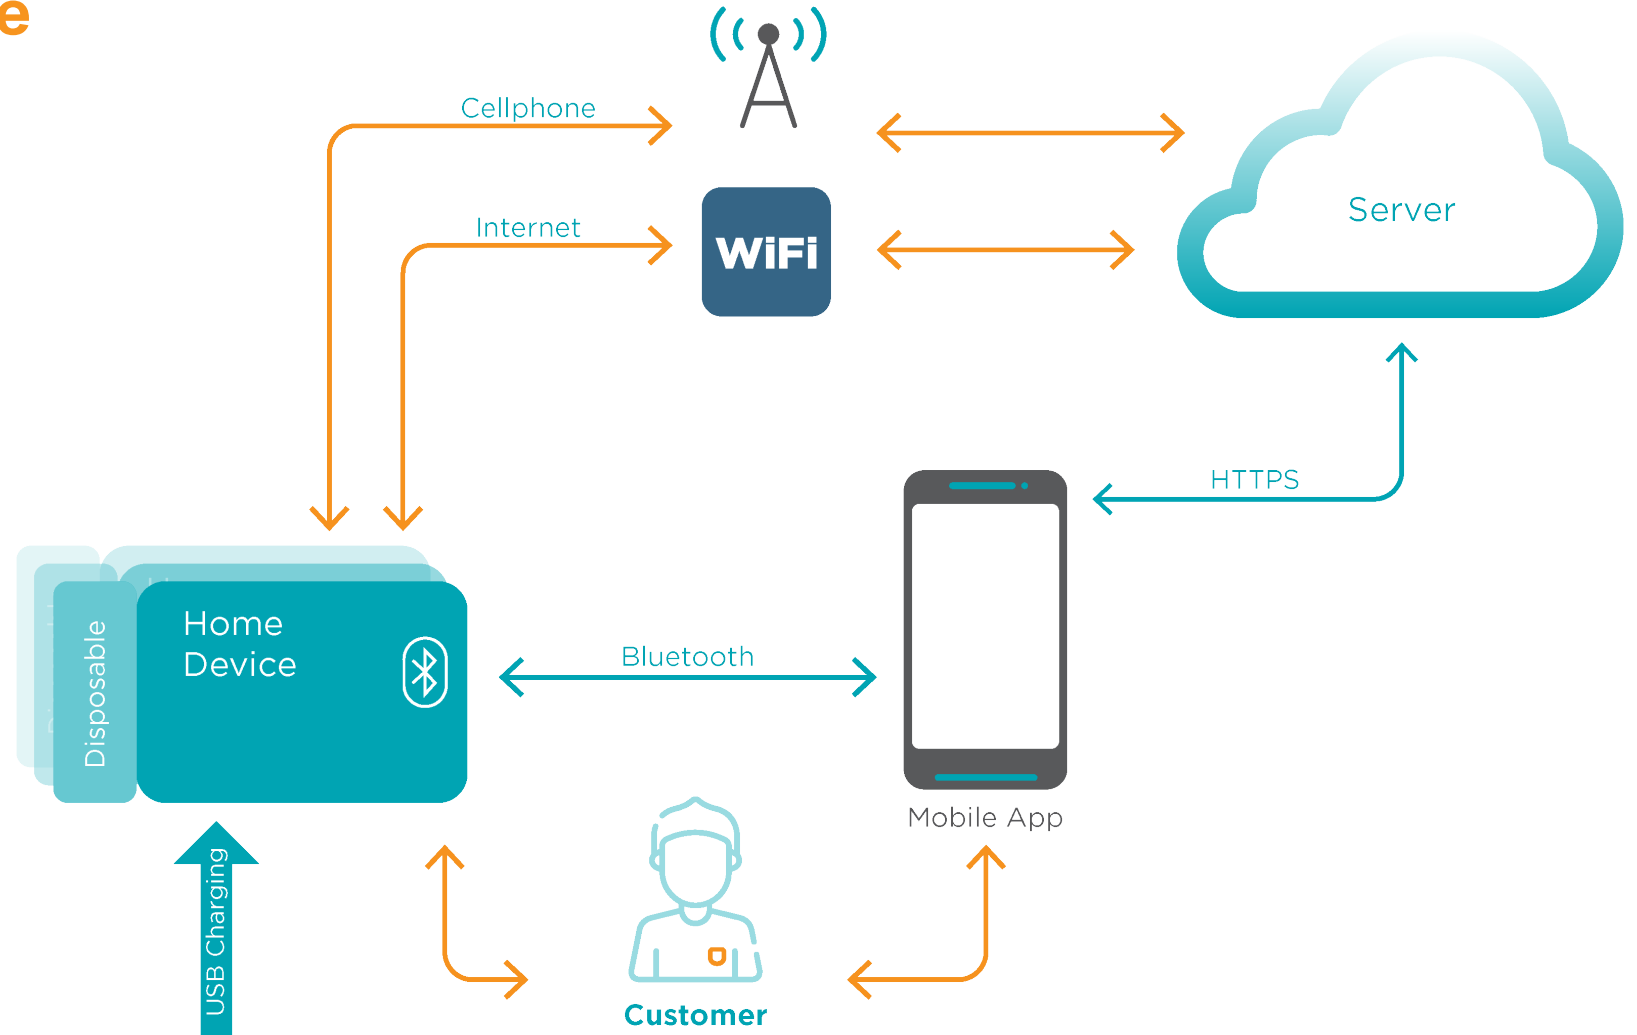 e
Cellphone
Internet
WiFi
Server
HTTPS
Home
Device
Disposable
Bluetooth
Mobile App
USB Charging
Customer